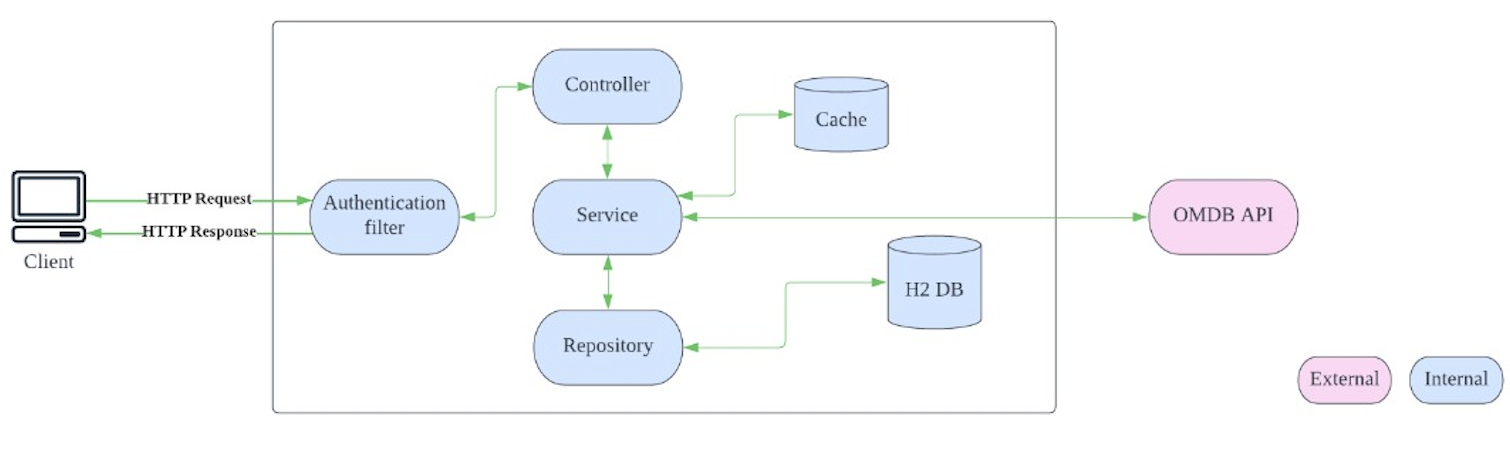 Controller
Cache
HTTP Request
HTTP Response
Client
Authentication
filter
Service
OMDB API
H2 DB
Repository
External
Internal